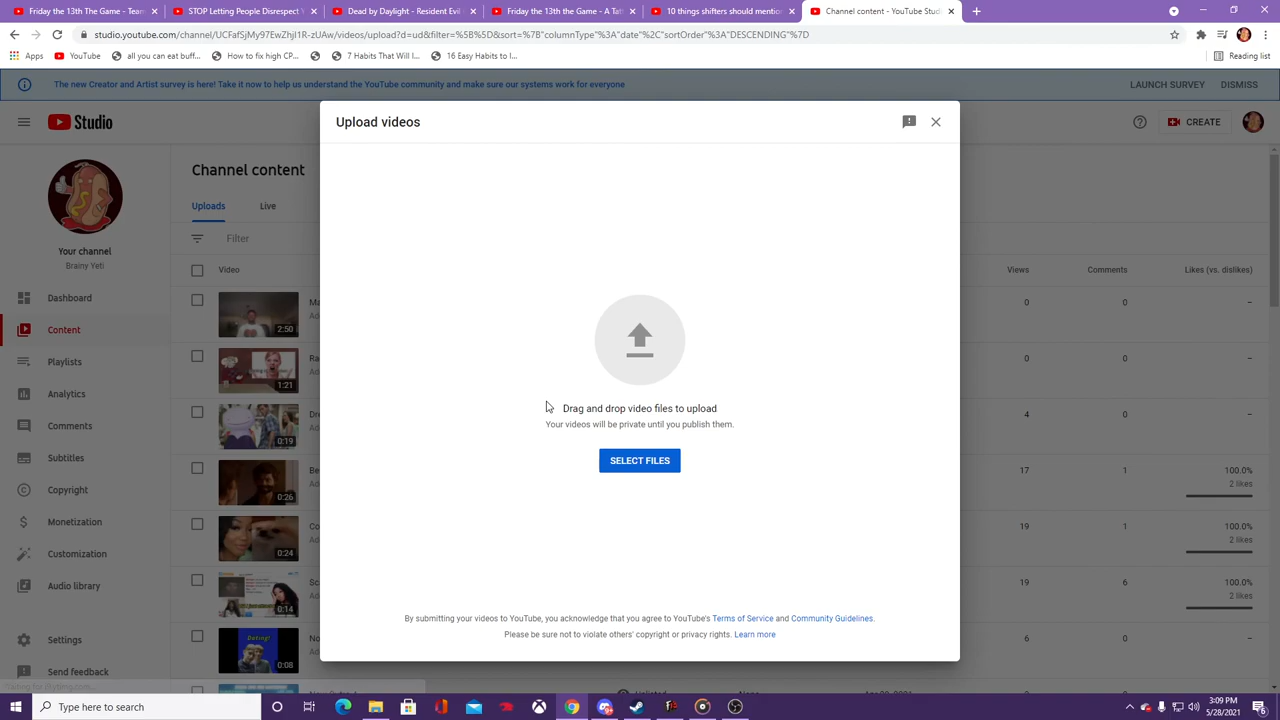 Friday the 13th - Team
STOP Letting People Disrespect
Dead by Daylight - Resident Evil
Friday the 13th Game - A Tatt
10 things shifters should mention
Channel content - YouTube Stud
studio.youtube.com/channel/UCFafSjMy97EwZhjI1R-zUAw/videos/upload?d=ud&filter=%5B%5D&sort=%7B"columnType"%3A"date"%2C"sortOrder"%3A"DESCENDING"%7D
Apps
YouTube
all you can eat buff...
How to fix high CP...
7 Habits That Will I...
16 Easy Habits to I...
Reading list
The new Creator and Artist survey is here! Take it now to help us understand the YouTube community and make sure our systems work for everyone
LAUNCH SURVEY
DISMISS
Studio
Upload videos
CREATE
Channel content
Uploads
Live
Filter
Your channel
Brainy Yeti
Video
Views
Comments
Likes (vs. dislikes)
Dashboard
Content
Playlists
Analytics
Comments
Subtitles
Copyright
Monetization
Customization
Audio library
Settings
Send feedback
2:50
0
0
–
1:21
0
0
–
0:19
4
0
–
0:26
17
1
100.0%
2 likes
0:24
19
1
100.0%
2 likes
0:14
19
6
100.0%
2 likes
Dating!
0:08
6
0
–
Drag and drop video files to upload
Your videos will be private until you publish them.
SELECT FILES
By submitting your videos to YouTube, you acknowledge that you agree to YouTube's Terms of Service and Community Guidelines.
Please be sure not to violate others' copyright or privacy rights. Learn more
Unlisted
None
Type here to search
3:09 PM
5/28/2021